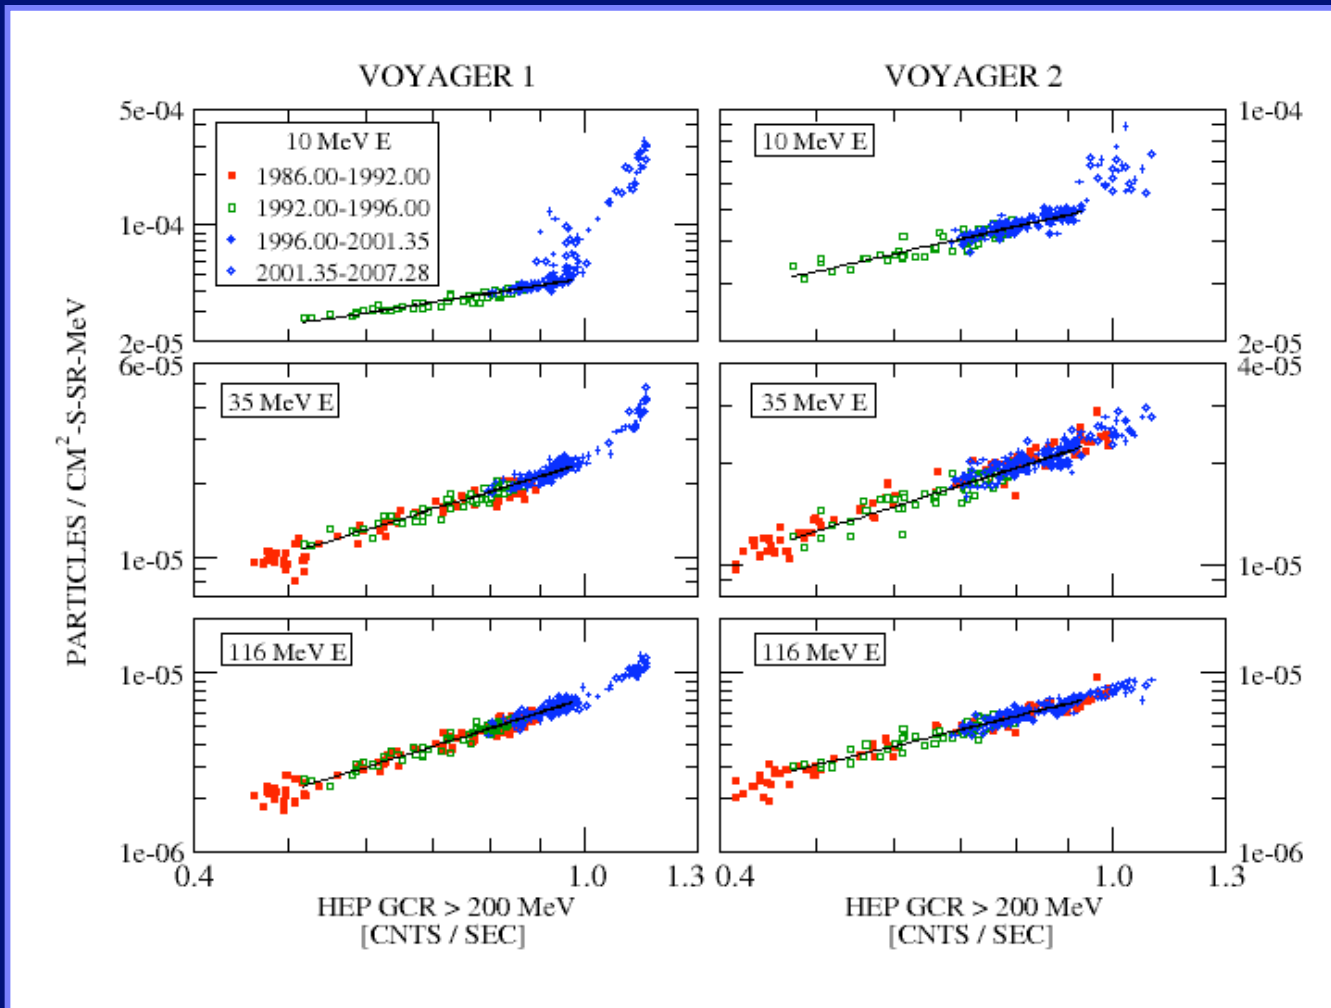 VOYAGER 1
VOYAGER 2
5e-04
1e-04
2e-05
10 MeV E
1986.00-1992.00
1992.00-1996.00
1996.00-2001.35
2001.35-2007.28
10 MeV E
1e-04
2e-05
6e-05
1e-05
35 MeV E
35 MeV E
4e-05
1e-05
1e-05
1e-06
116 MeV E
116 MeV E
1e-05
1e-06
PARTICLES / CM²-S-SR-MeV
0.4
1.0
1.3
0.4
1.0
1.3
HEP GCR > 200 MeV
[CNTS / SEC]
HEP GCR > 200 MeV
[CNTS / SEC]